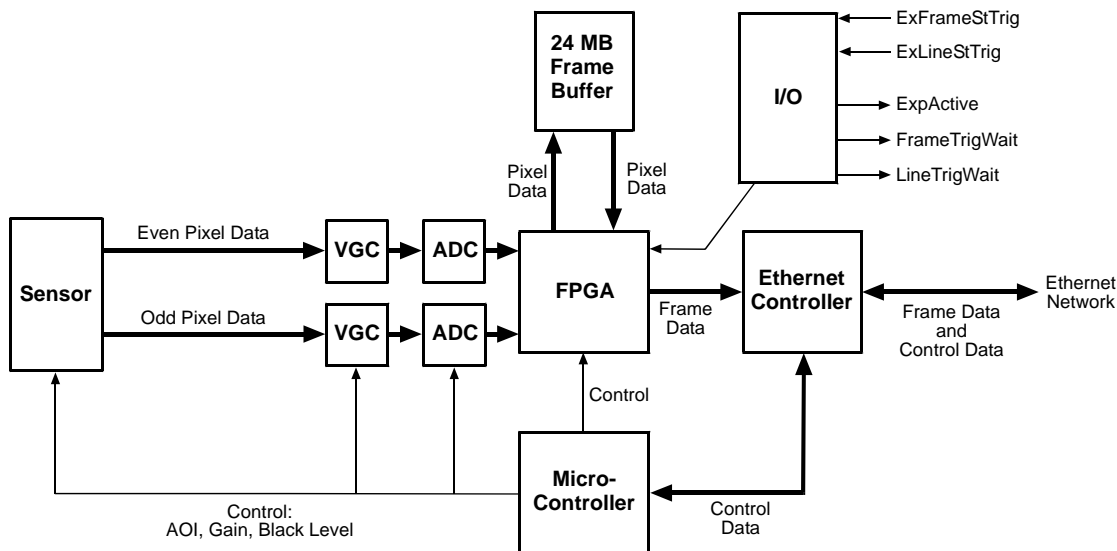 24 MB
Frame
Buffer
I/O
ExFrameStTrig
ExLineStTrig
ExpActive
FrameTrigWait
LineTrigWait
Pixel
Data
Pixel
Data
Sensor
Even Pixel Data
VGC
ADC
Odd Pixel Data
VGC
ADC
FPGA
Frame
Data
Ethernet
Controller
Ethernet
Network
Frame Data
and
Control Data
Control
Micro-
Controller
Control
Data
Control:
AOI, Gain, Black Level